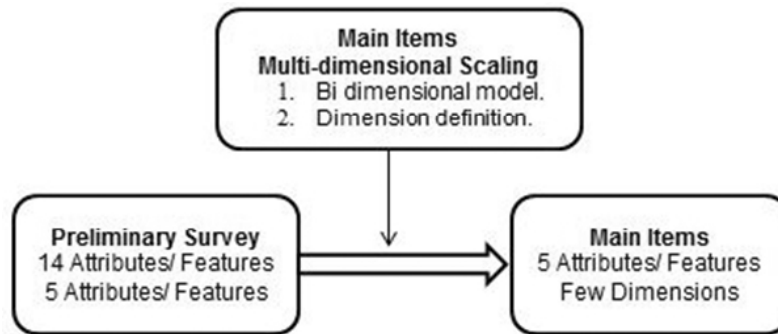 Main Items
Multi-dimensional Scaling
1. Bi dimensional model.
2. Dimension definition.
Preliminary Survey
14 Attributes/ Features
5 Attributes/ Features
Main Items
5 Attributes/ Features
Few Dimensions